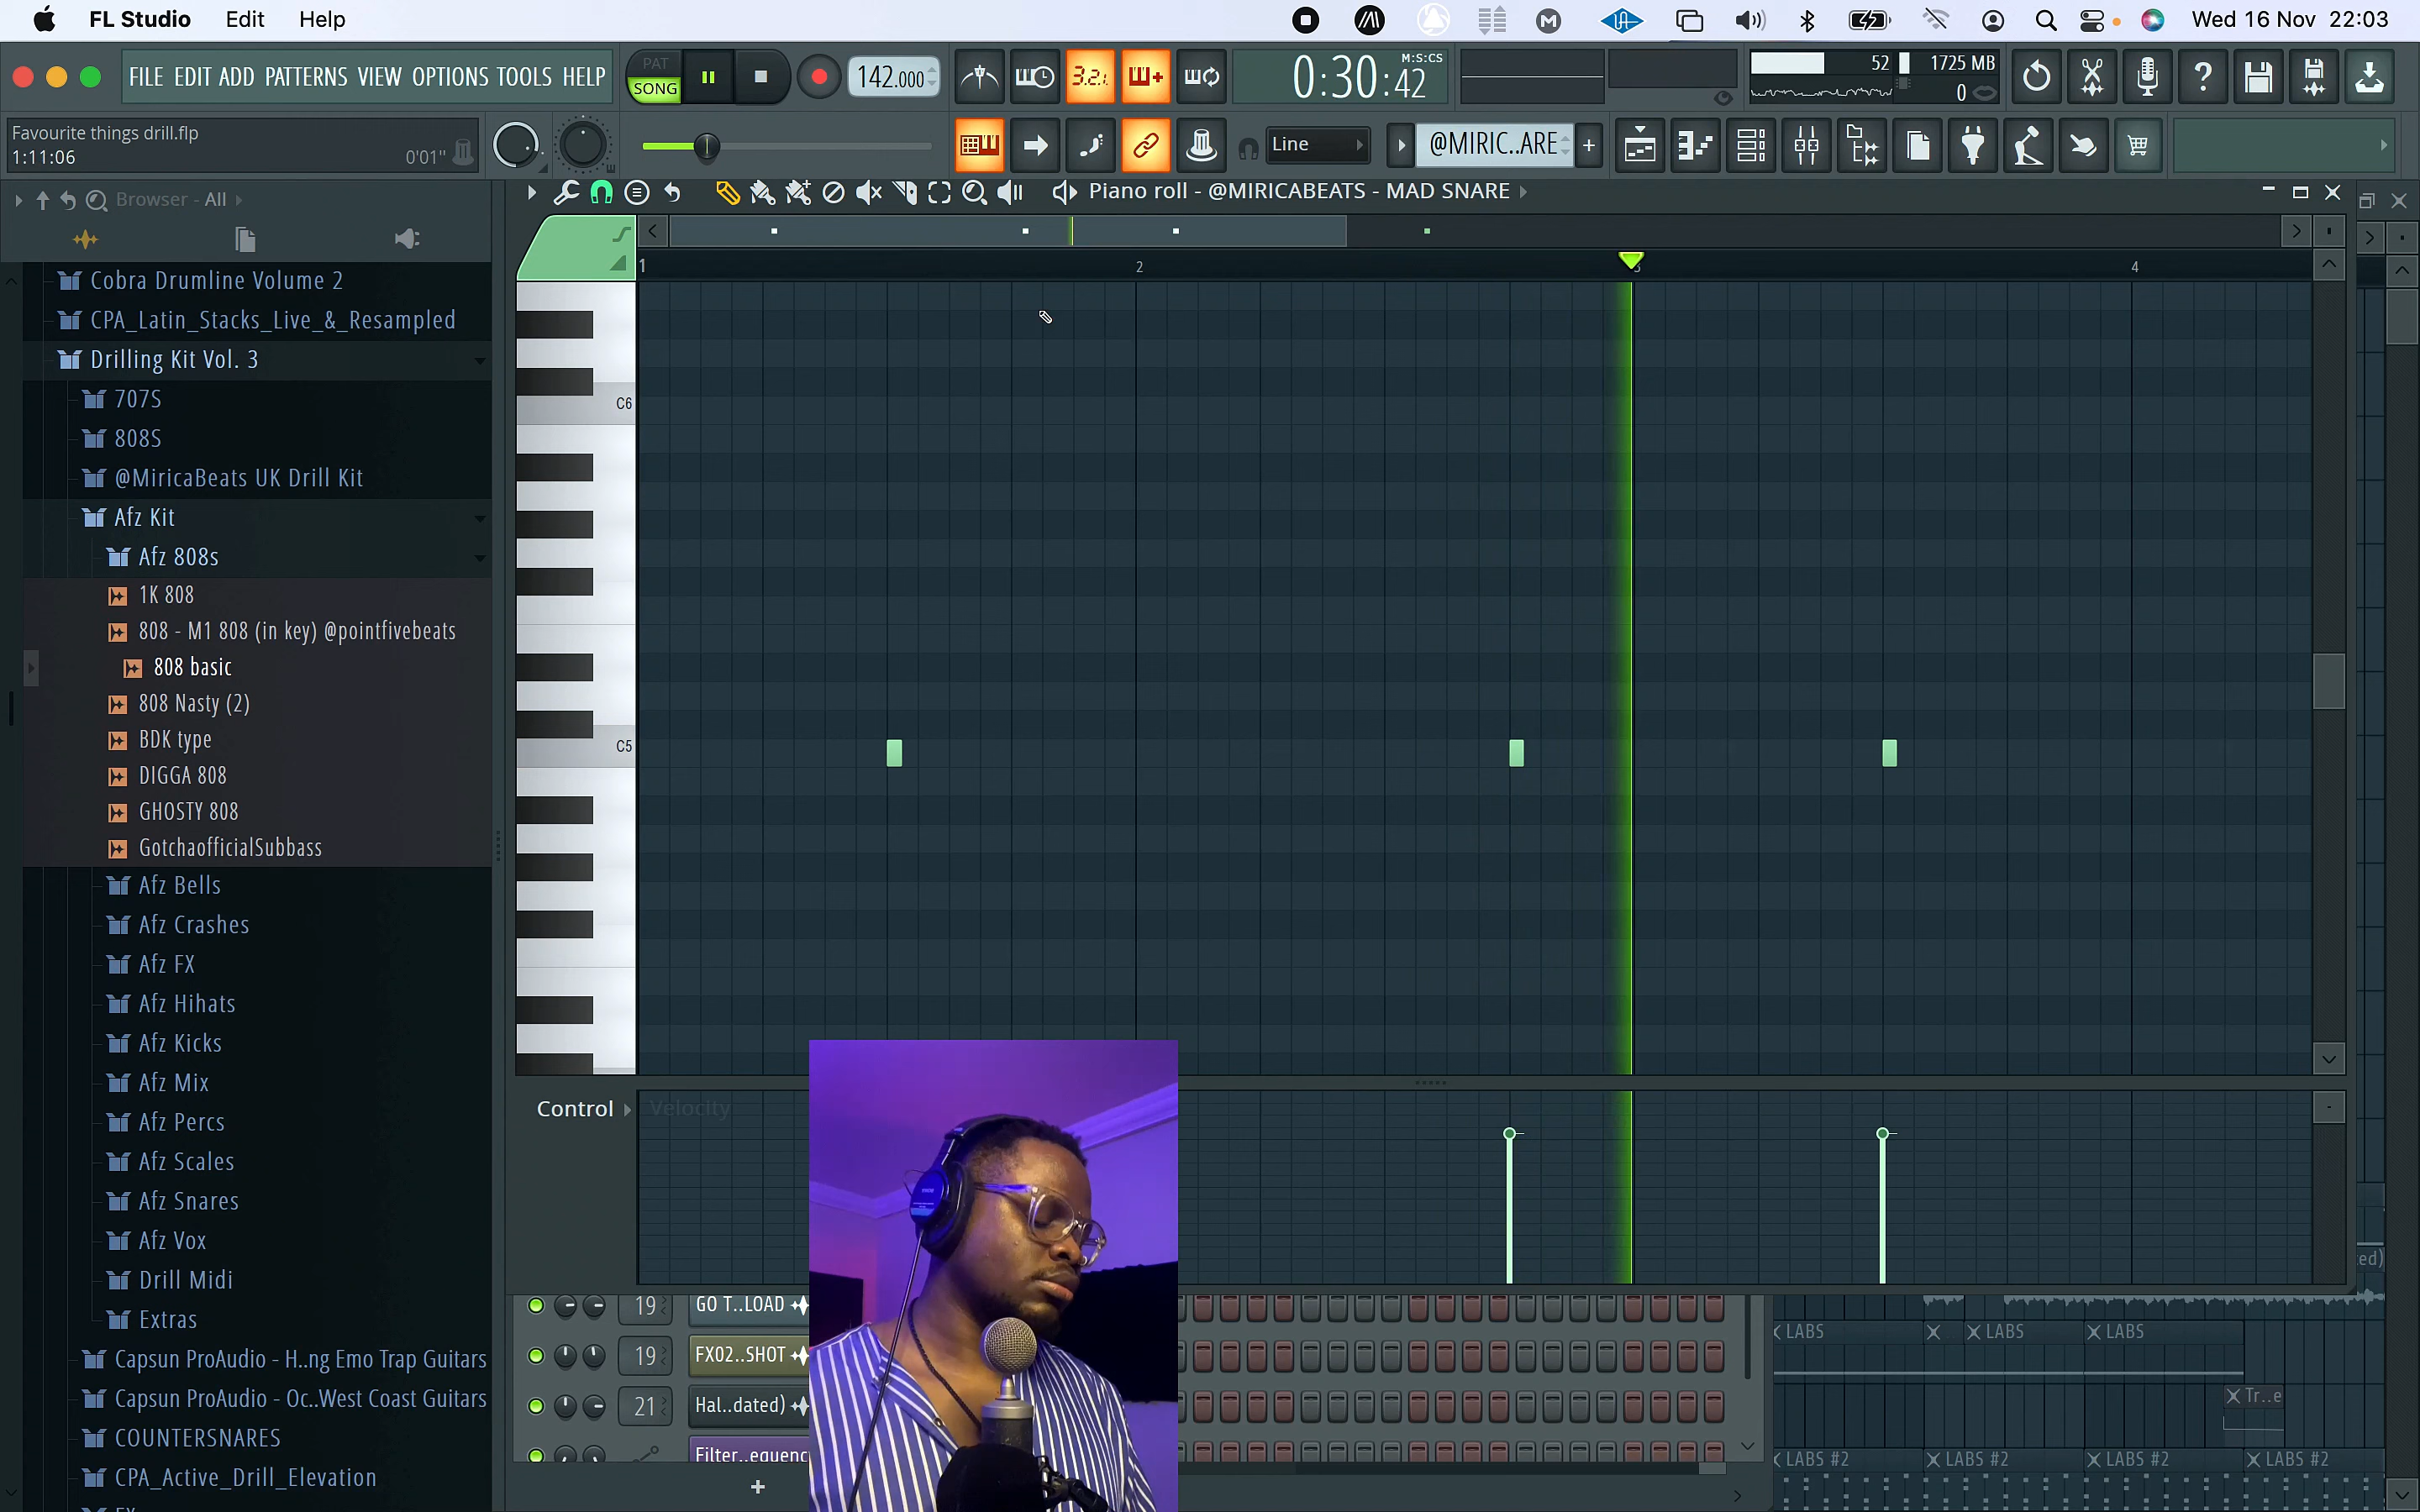 FL Studio Edit Help
Wed 16 Nov 22:03
FILE EDIT ADD PATTERNS VIEW OPTIONS TOOLS HELP
PAT
SONG
142.000
3.2.
M:S:CS
0:30:42
52
1725 MB
0
Favourite things drill.flp
1:11:06
0'01"
Line
@MIRIC..ARE
Browser - All
Piano roll - @MIRICABEATS - MAD SNARE
1
2
3
4
Cobra Drumline Volume 2
CPA_Latin_Stacks_Live_&_Resampled
Drilling Kit Vol. 3
707S
808S
@MiricaBeats UK Drill Kit
Afz Kit
Afz 808s
1K 808
808 - M1 808 (in key) @pointfivebeats
808 basic
808 Nasty (2)
BDK type
DIGGA 808
GHOSTY 808
GotchaofficialSubbass
Afz Bells
Afz Crashes
Afz FX
Afz Hihats
Afz Kicks
Afz Mix
Afz Percs
Afz Scales
Afz Snares
Afz Vox
Drill Midi
Extras
Capsun ProAudio - H..ng Emo Trap Guitars
Capsun ProAudio - Oc..West Coast Guitars
COUNTERSNARES
CPA_Active_Drill_Elevation
C6
C5
Control
Velocity
19
GO T..LOAD
19
FX02..SHOT
21
Hal..dated)
Filter..equenc
ed)
LABS
LABS
LABS
Tr..e
LABS #2
LABS #2
LABS #2
LABS #2